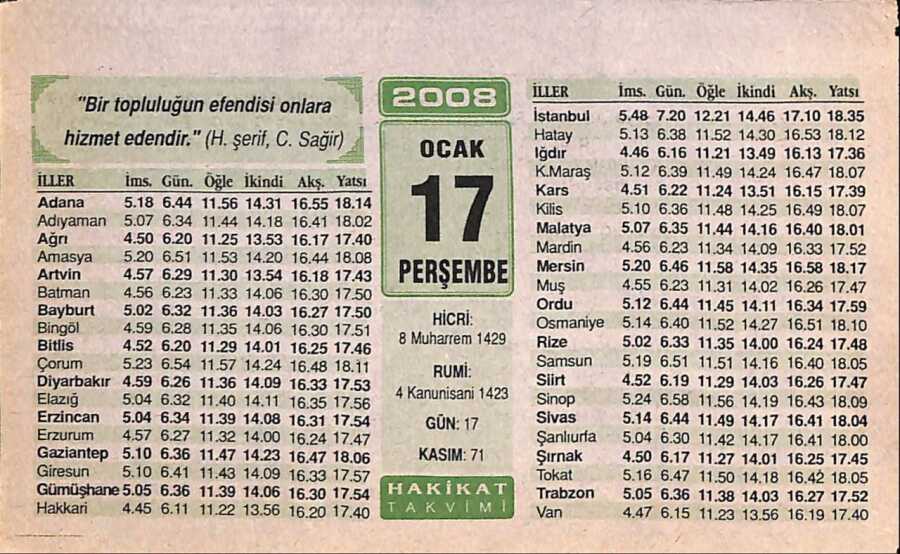 "Bir topluluğun efendisi onlara
hizmet edendir." (H. şerif, C. Sağir)
İLLER İms. Gün. Öğle İkindi Akş. Yatsı
Adana 5.18 6.44 11.56 14.31 16.55 18.14
Adıyaman 5.07 6.34 11.44 14.18 16.41 18.02
Ağrı 4.50 6.20 11.25 13.53 16.17 17.40
Amasya 5.20 6.51 11.53 14.20 16.44 18.08
Artvin 4.57 6.29 11.30 13.54 16.18 17.43
Batman 4.56 6.23 11.33 14.06 16.30 17.50
Bayburt 5.02 6.32 11.36 14.03 16.27 17.50
Bingöl 4.59 6.28 11.35 14.06 16.30 17.51
Bitlis 4.52 6.20 11.29 14.01 16.25 17.46
Çorum 5.23 6.54 11.57 14.24 16.48 18.11
Diyarbakır 4.59 6.26 11.36 14.09 16.33 17.53
Elazığ 5.04 6.32 11.40 14.11 16.35 17.56
Erzincan 5.04 6.34 11.39 14.08 16.31 17.54
Erzurum 4.57 6.27 11.32 14.00 16.24 17.47
Gaziantep 5.10 6.36 11.47 14.23 16.47 18.06
Giresun 5.10 6.41 11.43 14.09 16.33 17.57
Gümüşhane 5.05 6.36 11.39 14.06 16.30 17.54
Hakkari 4.45 6.11 11.22 13.56 16.20 17.40
2008
OCAK
17
PERŞEMBE
HİCRİ:
8 Muharrem 1429
RUMİ:
4 Kanunisani 1423
GÜN: 17
KASIM: 71
HAKİKAT
TAKVİMİ
İLLER İms. Gün. Öğle İkindi Akş. Yatsı
İstanbul 5.48 7.20 12.21 14.46 17.10 18.35
Hatay 5.13 6.38 11.52 14.30 16.53 18.12
Iğdır 4.46 6.16 11.21 13.49 16.13 17.36
K.Maraş 5.12 6.39 11.49 14.24 16.47 18.07
Kars 4.51 6.22 11.24 13.51 16.15 17.39
Kilis 5.10 6.36 11.48 14.25 16.49 18.07
Malatya 5.07 6.35 11.44 14.16 16.40 18.01
Mardin 4.56 6.23 11.34 14.09 16.33 17.52
Mersin 5.20 6.46 11.58 14.35 16.58 18.17
Muş 4.55 6.23 11.31 14.02 16.26 17.47
Ordu 5.12 6.44 11.45 14.11 16.34 17.59
Osmaniye 5.14 6.40 11.52 14.27 16.51 18.10
Rize 5.02 6.33 11.35 14.00 16.24 17.48
Samsun 5.19 6.51 11.51 14.16 16.40 18.05
Siirt 4.52 6.19 11.29 14.03 16.26 17.47
Sinop 5.24 6.58 11.56 14.19 16.43 18.09
Sivas 5.14 6.44 11.49 14.17 16.41 18.04
Şanlıurfa 5.04 6.30 11.42 14.17 16.41 18.00
Şırnak 4.50 6.17 11.27 14.01 16.25 17.45
Tokat 5.16 6.47 11.50 14.18 16.42 18.05
Trabzon 5.05 6.36 11.38 14.03 16.27 17.52
Van 4.47 6.15 11.23 13.56 16.19 17.40